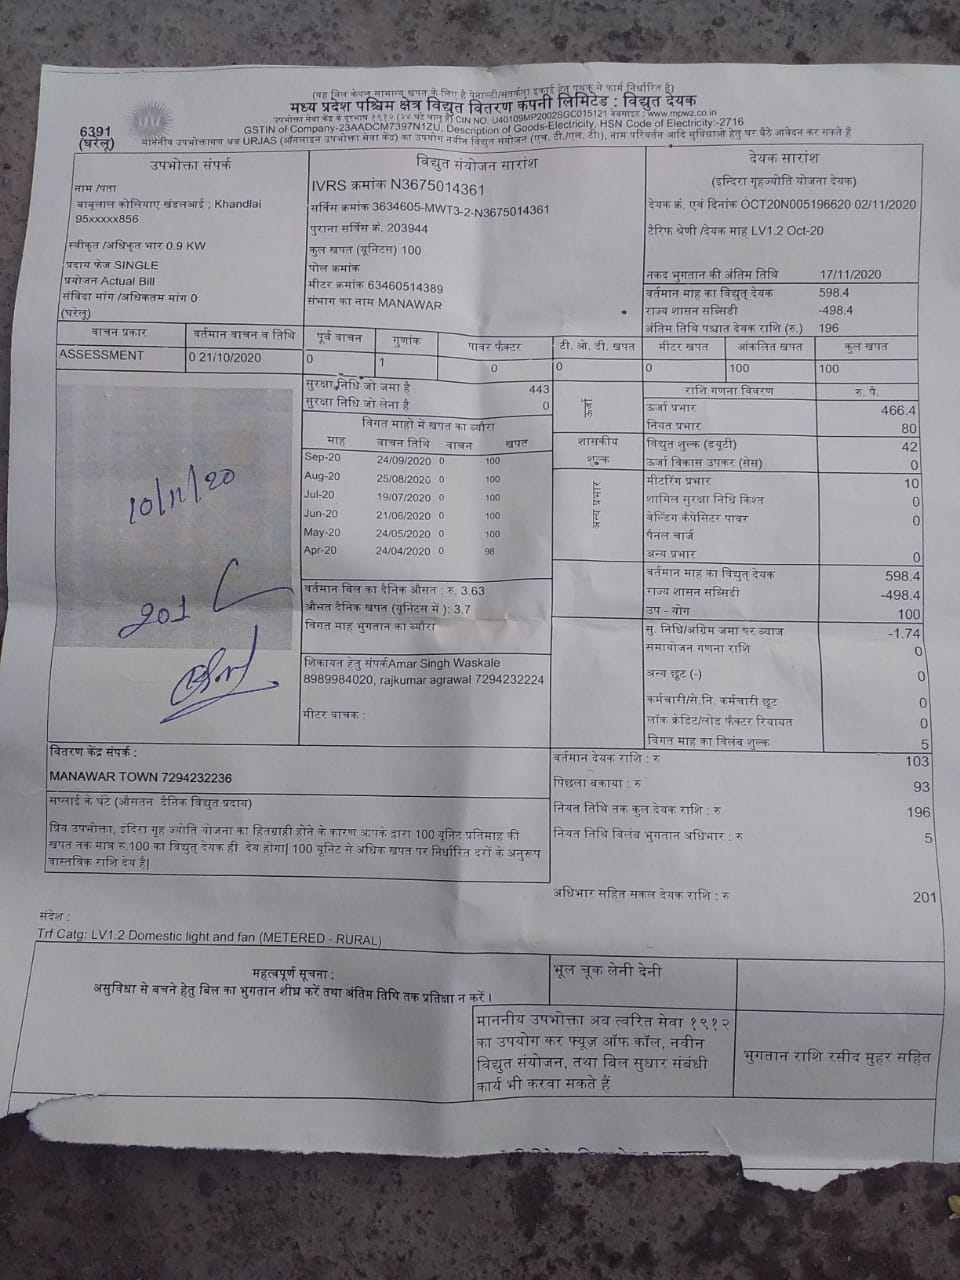 (यह बिल केवल सामान्य खपत के लिए है पेनाल्टी/सतर्कता इकाई हेतु पृथक से फार्म निर्धारित है)
मध्य प्रदेश पश्चिम क्षेत्र विद्युत वितरण कंपनी लिमिटेड : विद्युत देयक
उपभोक्ता सेवा केंद्र के दूरभाष १९१२ (२४ घंटे चालू है) CIN NO. U40109MP2002SGC015121 वेबसाइट : www.mpwz.co.in
GSTIN of Company-23AADCM7397N1ZU, Description of Goods-Electricity, HSN Code of Electricity:-2716
माननीय उपभोक्तागण अब URJAS (ऑनलाइन उपभोक्ता सेवा केंद्र) का उपयोग नवीन विद्युत संयोजन (एच. टी/एल. टी), नाम परिवर्तन आदि सुविधाओ हेतु घर बैठे आवेदन कर सकते हैं
6391
(घरेलू)
उपभोक्ता संपर्क
नाम /पता
बाबूलाल कोलियाए खंडलआई ; Khandlai
95xxxxx856
स्वीकृत /अधिकृत भार 0.9 KW
प्रदाय फेज SINGLE
प्रयोजन Actual Bill
संविदा मांग /अधिकतम मांग 0
(घरेलू)
विद्युत संयोजन सारांश
IVRS क्रमांक N3675014361
सर्विस क्रमांक 3634605-MWT3-2-N3675014361
पुराना सर्विस क्रं. 203944
कुल खपत (यूनिटस) 100
पोल क्रमांक
मीटर क्रमांक 63460514389
संभाग का नाम MANAWAR
देयक सारांश
(इन्दिरा गृहज्योति योजना देयक)
देयक क्रं. एवं दिनांक OCT20N005196620 02/11/2020
टैरिफ श्रेणी /देयक माह LV1.2 Oct-20
नकद भुगतान की अंतिम तिथि 17/11/2020
वर्तमान माह का विद्युत् देयक 598.4
राज्य शासन सब्सिडी -498.4
अंतिम तिथि पश्चात देयक राशि (रु.) 196
वाचन प्रकार वर्तमान वाचन व तिथि पूर्व वाचन गुणांक पावर फैक्टर टी. ओ. डी. खपत मीटर खपत आंकलित खपत कुल खपत
ASSESSMENT 0 21/10/2020 0 1 0 0 0 100 100
10/11/20
201
सुरक्षा निधि जो जमा है 443
सुरक्षा निधि जो लेना है 0
विगत माहों में खपत का ब्यौरा
माह वाचन तिथि वाचन खपत
Sep-20 24/09/2020 0 100
Aug-20 25/08/2020 0 100
Jul-20 19/07/2020 0 100
Jun-20 21/06/2020 0 100
May-20 24/05/2020 0 100
Apr-20 24/04/2020 0 98
वर्तमान बिल का दैनिक औसत : रु. 3.63
औसत दैनिक खपत (यूनिटस में ): 3.7
विगत माह भुगतान का ब्यौरा
शिकायत हेतु संपर्कAmar Singh Waskale
8989984020, rajkumar agrawal 7294232224
मीटर वाचक :
ऊर्जा
शासकीय
शुल्क
अन्य प्रभार
राशि गणना विवरण रु. पै.
ऊर्जा प्रभार 466.4
नियत प्रभार 80
विद्युत शुल्क (ड्यूटी) 42
ऊर्जा विकास उपकर (सेस) 0
मीटरिंग प्रभार 10
शामिल सुरक्षा निधि किश्त 0
वेल्डिंग कैपेसिटर पावर 0
पैनल चार्ज
अन्य प्रभार 0
वर्तमान माह का विद्युत् देयक 598.4
राज्य शासन सब्सिडी -498.4
उप - योग 100
सु. निधि/अग्रिम जमा पर ब्याज -1.74
समायोजन गणना राशि 0
अन्य छूट (-) 0
कर्मचारी/से.नि. कर्मचारी छूट 0
लॉक क्रेडिट/लोड फैक्टर रियायत 0
विगत माह का विलंब शुल्क 5
वितरण केंद्र संपर्क :
MANAWAR TOWN 7294232236
सप्लाई के घंटे (औसतन दैनिक विद्युत प्रदाय)
प्रिय उपभोक्ता, इंदिरा गृह ज्योति योजना का हितग्राही होने के कारण आपके द्वारा 100 यूनिट प्रतिमाह की
खपत तक मात्र रु.100 का विद्युत् देयक ही देय होगा| 100 यूनिट से अधिक खपत पर निर्धारित दरों के अनुरूप
वास्तविक राशि देय है|
वर्तमान देयक राशि : रु 103
पिछला बकाया : रु 93
नियत तिथि तक कुल देयक राशि : रु 196
नियत तिथि विलंब भुगतान अधिभार : रु 5
अधिभार सहित सकल देयक राशि : रु 201
संदेश :
Trf Catg: LV1.2 Domestic light and fan (METERED - RURAL)
महत्वपूर्ण सूचना :
असुविधा से बचने हेतु बिल का भुगतान शीघ्र करें तथा अंतिम तिथि तक प्रतिक्षा न करें ।
भूल चूक लेनी देनी
माननीय उपभोक्ता अब त्वरित सेवा १९१२
का उपयोग कर फ्यूज ऑफ कॉल, नवीन
विद्युत संयोजन, तथा बिल सुधार संबंधी
कार्य भी करवा सकते हैं
भुगतान राशि रसीद मुहर सहित